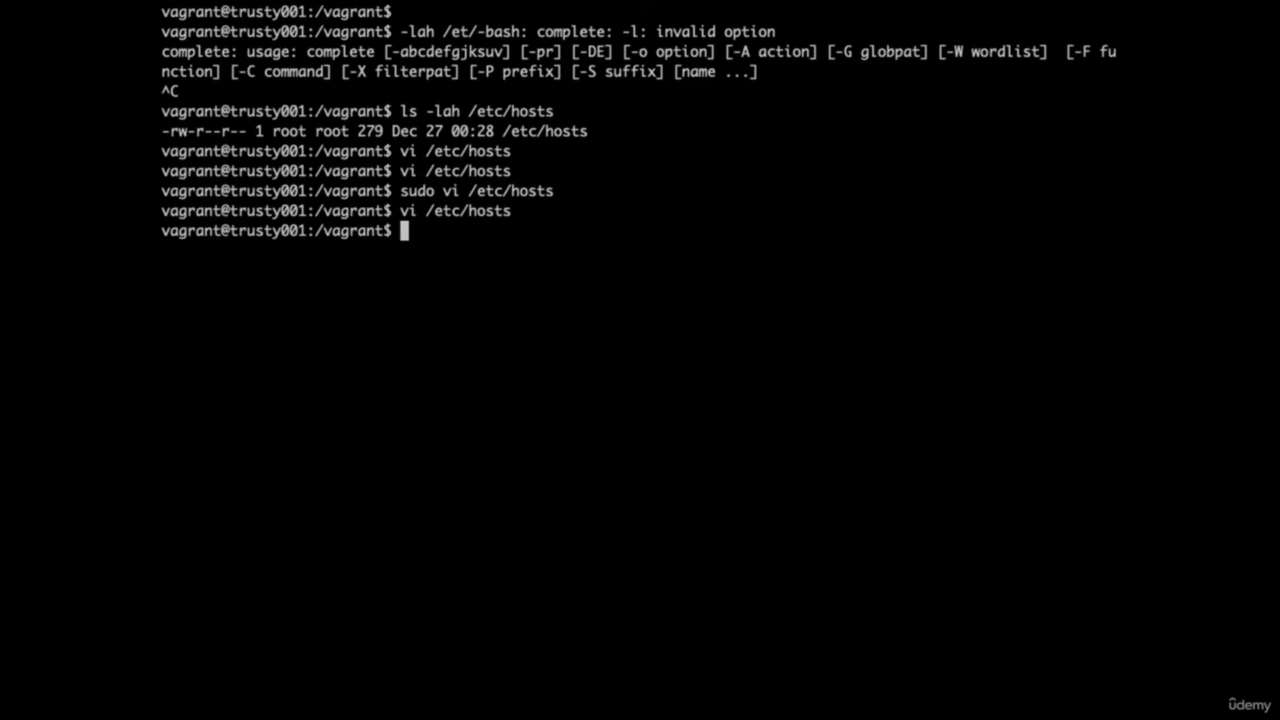 vagrant@trusty001:/vagrant$
vagrant@trusty001:/vagrant$ -lah /et/-bash: complete: -l: invalid option
complete: usage: complete [-abcdefgjksuv] [-pr] [-DE] [-o option] [-A action] [-G globpat] [-W wordlist]  [-F fu
nction] [-C command] [-X filterpat] [-P prefix] [-S suffix] [name ...]
^C
vagrant@trusty001:/vagrant$ ls -lah /etc/hosts
-rw-r--r-- 1 root root 279 Dec 27 00:28 /etc/hosts
vagrant@trusty001:/vagrant$ vi /etc/hosts
vagrant@trusty001:/vagrant$ vi /etc/hosts
vagrant@trusty001:/vagrant$ sudo vi /etc/hosts
vagrant@trusty001:/vagrant$ vi /etc/hosts
vagrant@trusty001:/vagrant$
ûdemy